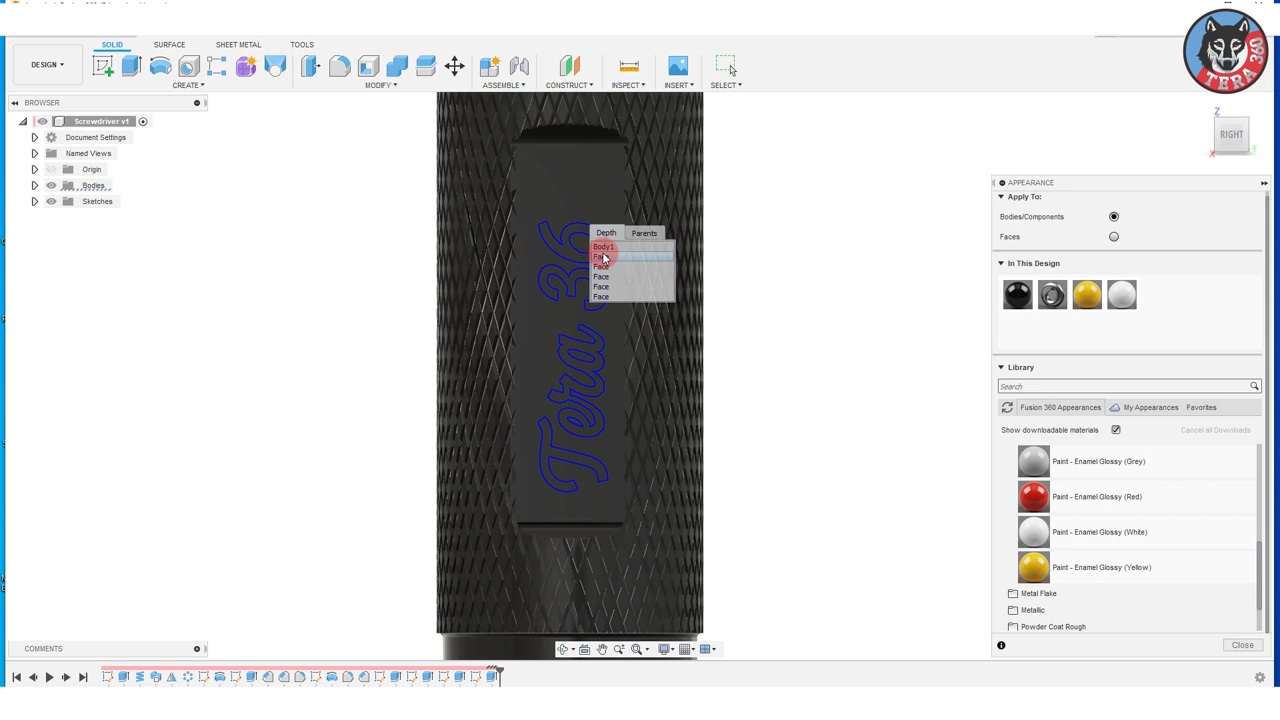 SOLID SURFACE SHEET METAL TOOLS
DESIGN
CREATE MODIFY ASSEMBLE CONSTRUCT INSPECT INSERT SELECT
TERA 360
BROWSER
Screwdriver v1
Document Settings
Named Views
Origin
Bodies
Sketches
Z
RIGHT
X
Y
Tera 36
Depth Parents
Body1
Face
Face
Face
Face
Face
APPEARANCE
Apply To:
Bodies/Components
Faces
In This Design
Library
Search
Fusion 360 Appearances My Appearances Favorites
Show downloadable materials Cancel all Downloads
Paint - Enamel Glossy (Grey)
Paint - Enamel Glossy (Red)
Paint - Enamel Glossy (White)
Paint - Enamel Glossy (Yellow)
Metal Flake
Metallic
Powder Coat Rough
Close
COMMENTS